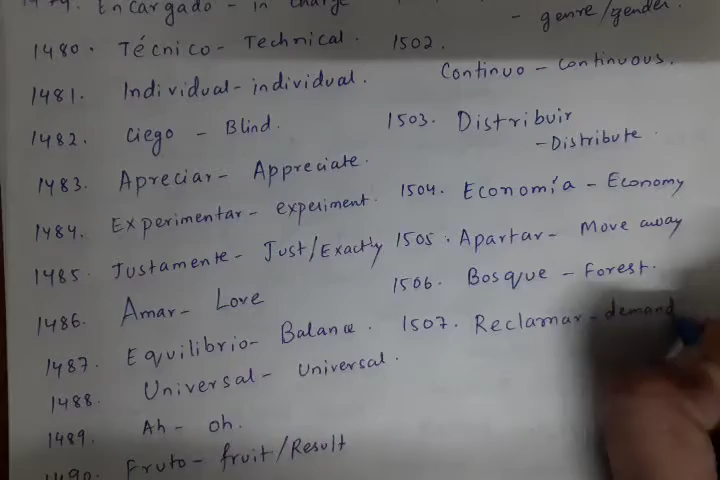 1479. Encargado - in charge
1480. Técnico - Technical.
1481. Individual - individual.
1482. Ciego - Blind.
1483. Apreciar - Appreciate.
1484. Experimentar - experiment.
1485. Justamente - Just/Exactly
1486. Amar - Love
1487. Equilibrio - Balance.
1488. Universal - Universal.
1489. Ah - oh.
1490. Fruto - fruit/Result
- genre/gender.
1502. Continuo - continuous.
1503. Distribuir
- Distribute.
1504. Economía - Economy
1505. Apartar - Move away
1506. Bosque - Forest.
1507. Reclamar - demand